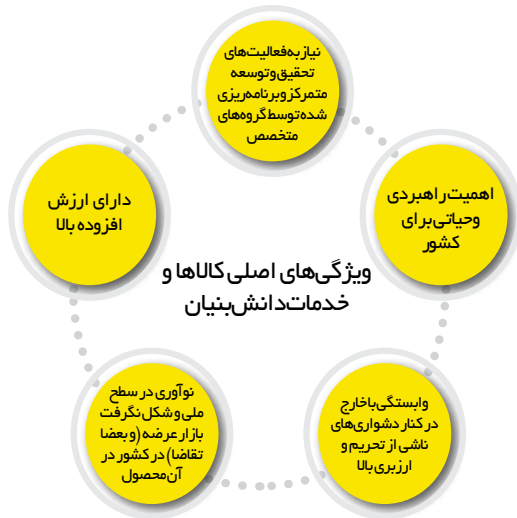 نیاز به فعالیت‌های
تحقیق و توسعه
متمرکز و برنامه‌ریزی
شده توسط گروه‌های
متخصص
اهمیت راهبردی
و حیاتی برای
کشور
دارای ارزش
افزوده بالا
ویژگی‌های اصلی کالاها و
خدمات دانش‌بنیان
وابستگی با خارج
در کنار دشواری‌های
ناشی از تحریم و
ارزبری بالا
نوآوری در سطح
ملی و شکل نگرفت
بازار عرضه (و بعضا
تقاضا) در کشور در
آن محصول